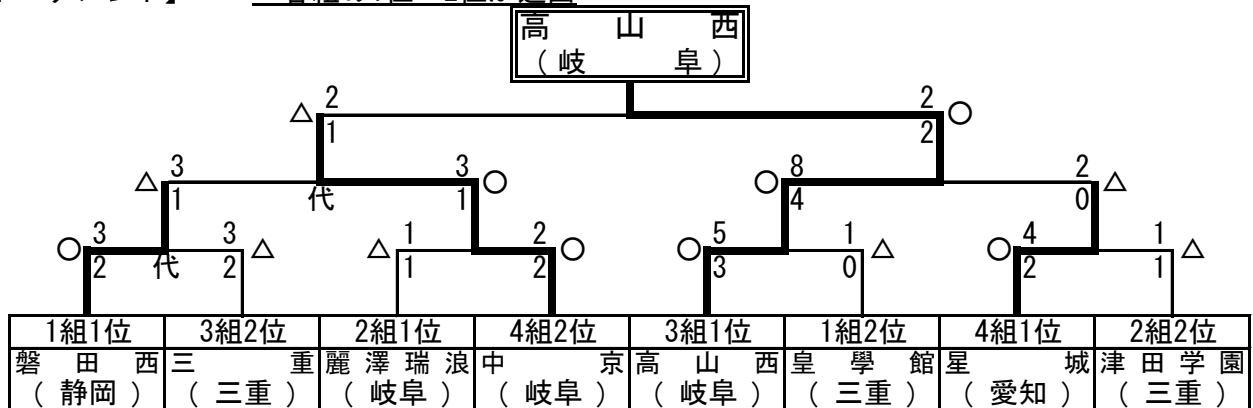 高山西
（岐阜）
△ 2 2 ○
1 2
△ 3 3 ○ ○ 8 2 △
1 代 1 4 0
○ 3 3 △ △ 1 2 ○ ○ 5 1 △ ○ 4 1 △
2 代 2 1 2 3 0 2 1
1組1位 3組2位 2組1位 4組2位 3組1位 1組2位 4組1位 2組2位
磐田西 三重 麗澤瑞浪 中京 高山西 皇學館 星城 津田学園
（静岡） （三重） （岐阜） （岐阜） （岐阜） （三重） （愛知） （三重）